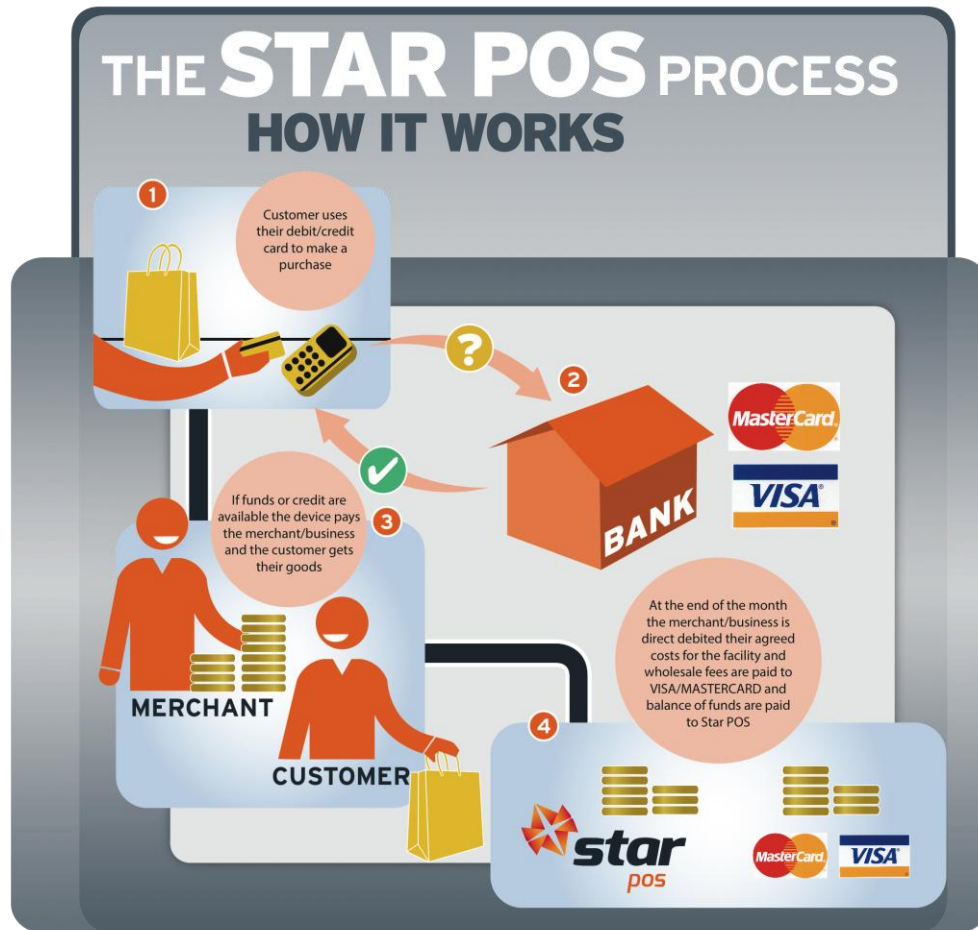 THE STAR POS PROCESS
HOW IT WORKS
1
Customer uses
their debit/credit
card to make a
purchase
?
2
MasterCard
VISA
BANK
If funds or credit are
available the device pays
the merchant/business
and the customer gets
their goods
3
MERCHANT
CUSTOMER
At the end of the month
the merchant/business is
direct debited their agreed
costs for the facility and
wholesale fees are paid to
VISA/MASTERCARD and
balance of funds are paid
to Star POS
4
star
pos
MasterCard
VISA